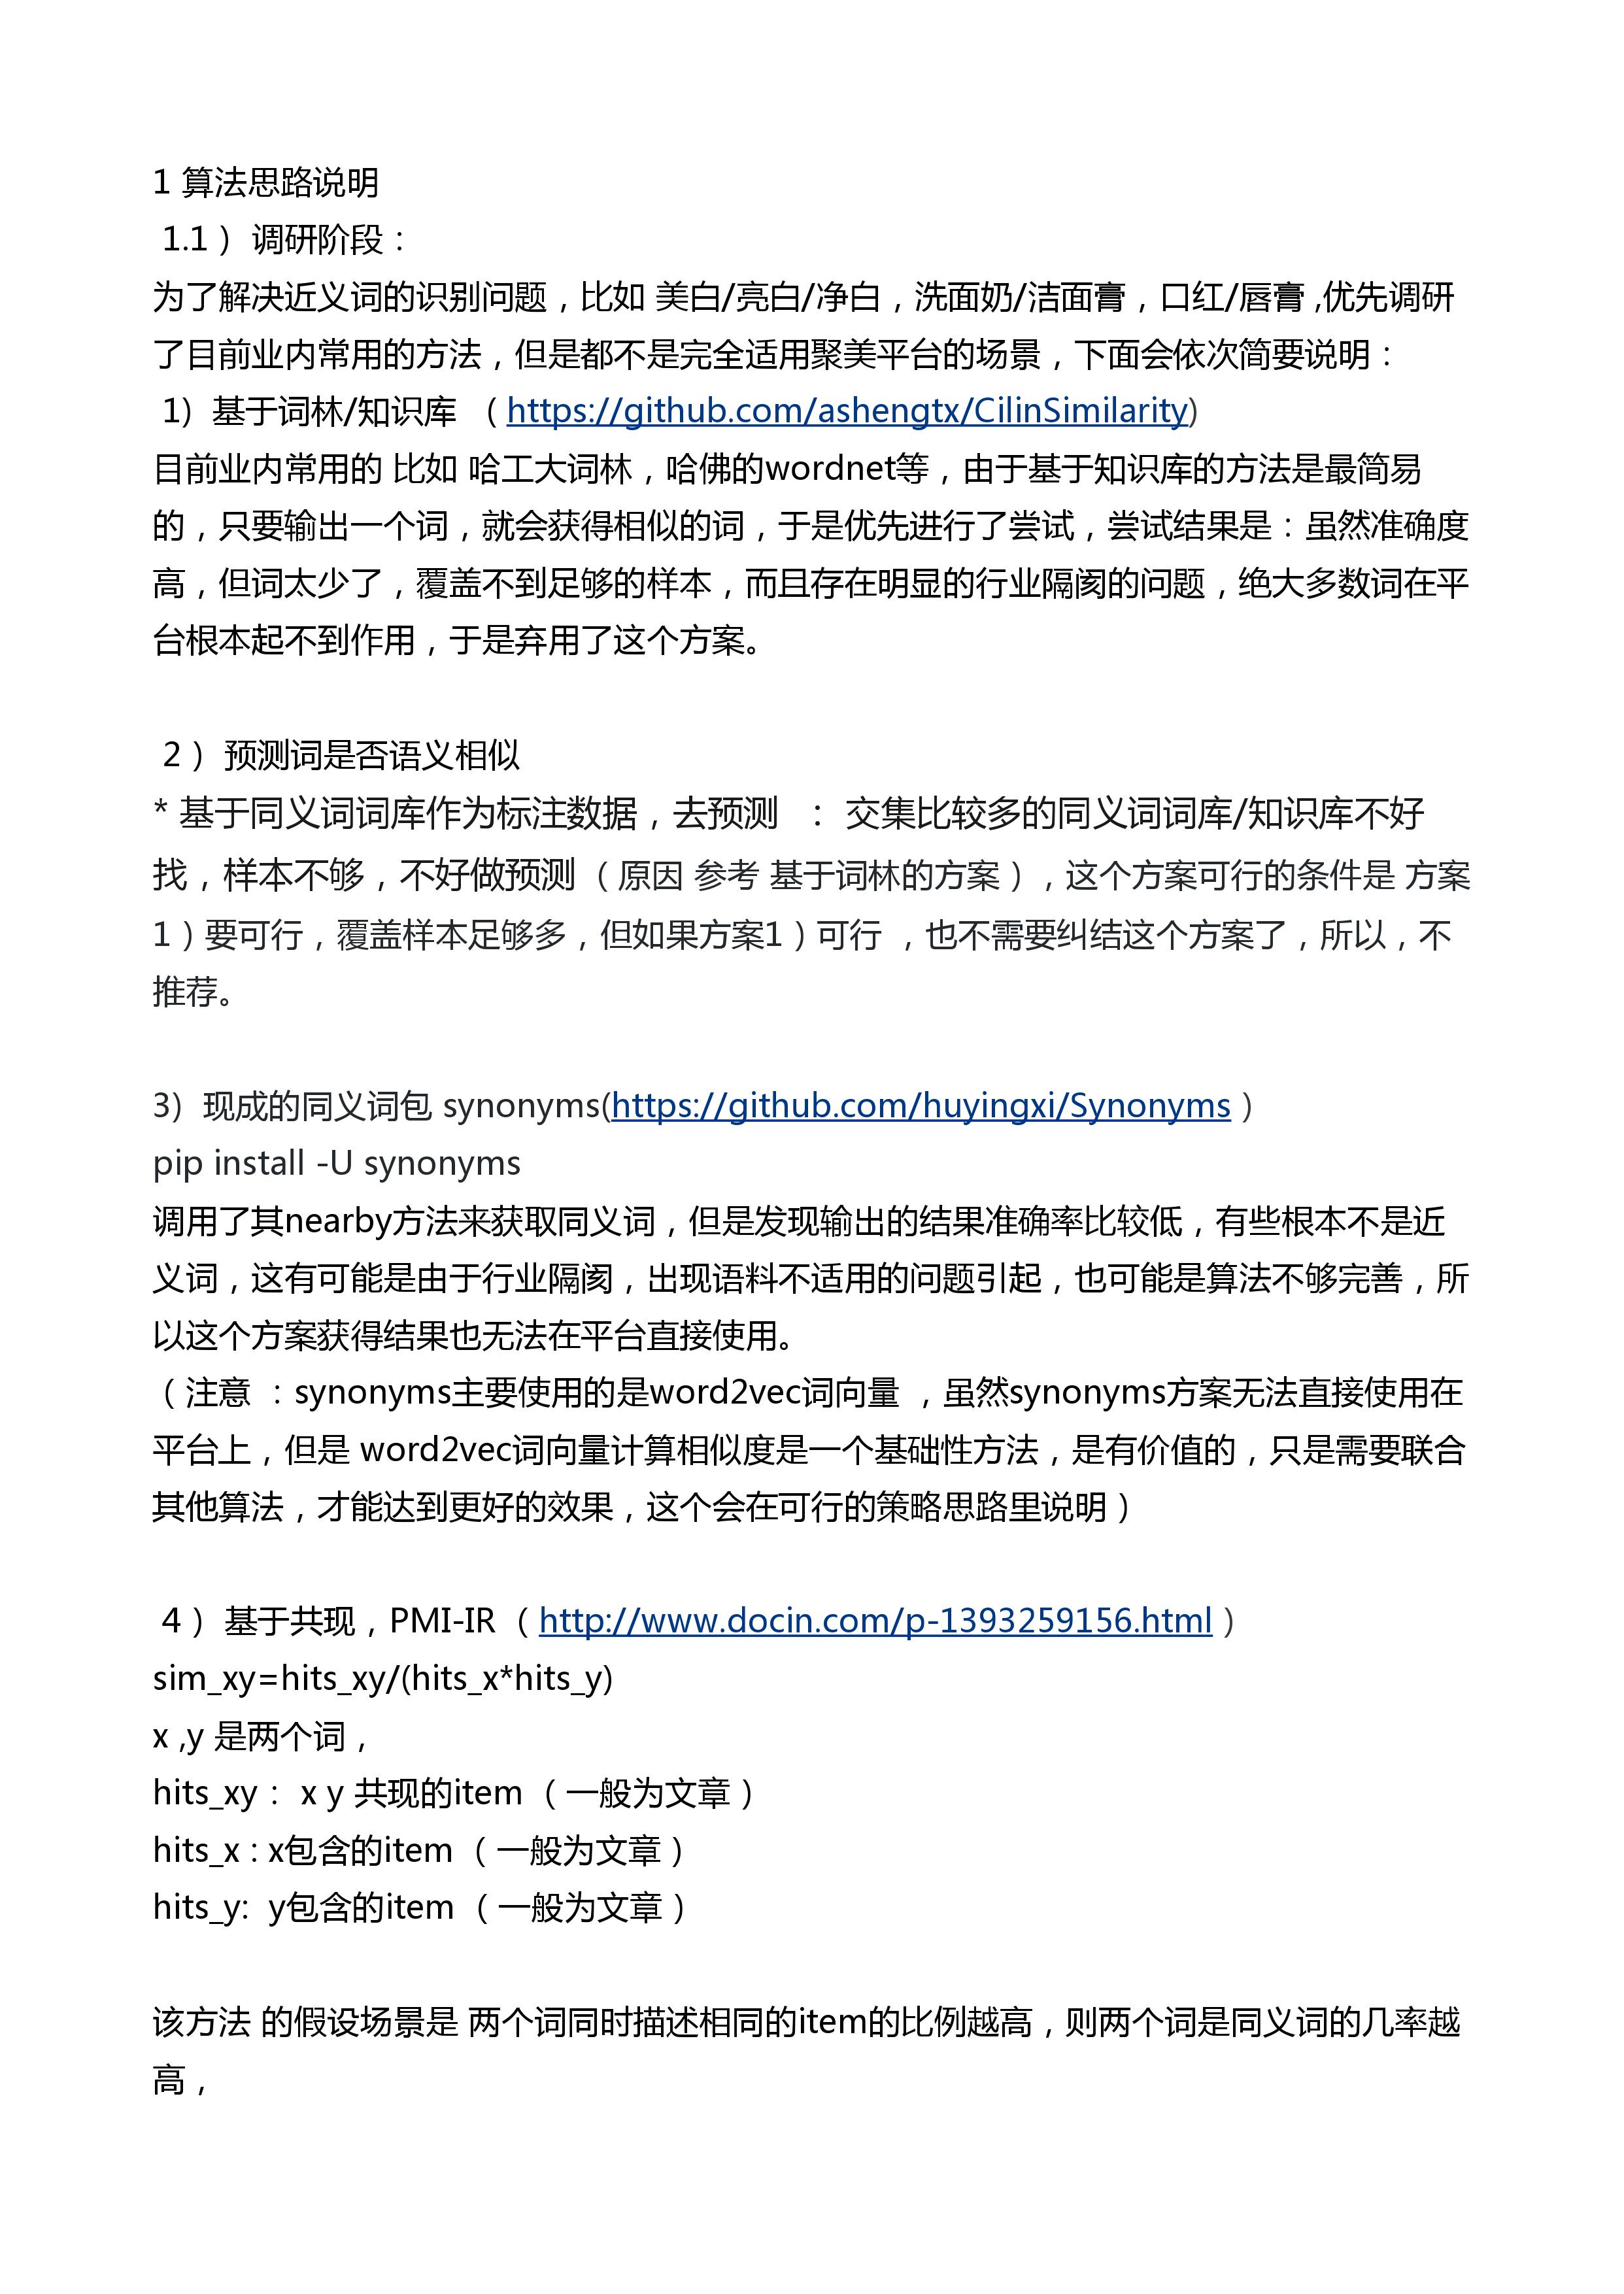 1 算法思路说明
1.1）调研阶段：
为了解决近义词的识别问题，比如 美白/亮白/净白，洗面奶/洁面膏，口红/唇膏 ,优先调研
了目前业内常用的方法，但是都不是完全适用聚美平台的场景，下面会依次简要说明：
1）基于词林/知识库 （https://github.com/ashengtx/CilinSimilarity)
目前业内常用的 比如 哈工大词林，哈佛的wordnet等，由于基于知识库的方法是最简易
的，只要输出一个词，就会获得相似的词，于是优先进行了尝试，尝试结果是：虽然准确度
高，但词太少了，覆盖不到足够的样本，而且存在明显的行业隔阂的问题，绝大多数词在平
台根本起不到作用，于是弃用了这个方案。
2）预测词是否语义相似
* 基于同义词词库作为标注数据，去预测 ： 交集比较多的同义词词库/知识库不好
找，样本不够，不好做预测（原因 参考 基于词林的方案），这个方案可行的条件是 方案
1）要可行，覆盖样本足够多，但如果方案1）可行 ，也不需要纠结这个方案了，所以，不
推荐。
3）现成的同义词包 synonyms(https://github.com/huyingxi/Synonyms）
pip install -U synonyms
调用了其nearby方法来获取同义词，但是发现输出的结果准确率比较低，有些根本不是近
义词，这有可能是由于行业隔阂，出现语料不适用的问题引起，也可能是算法不够完善，所
以这个方案获得结果也无法在平台直接使用。
（注意 ：synonyms主要使用的是word2vec词向量 ，虽然synonyms方案无法直接使用在
平台上，但是 word2vec词向量计算相似度是一个基础性方法，是有价值的，只是需要联合
其他算法，才能达到更好的效果，这个会在可行的策略思路里说明）
4）基于共现，PMI-IR（http://www.docin.com/p-1393259156.html）
sim_xy=hits_xy/(hits_x*hits_y)
x ,y 是两个词，
hits_xy： x y 共现的item（一般为文章）
hits_x：x包含的item（一般为文章）
hits_y: y包含的item（一般为文章）
该方法 的假设场景是 两个词同时描述相同的item的比例越高，则两个词是同义词的几率越
高，